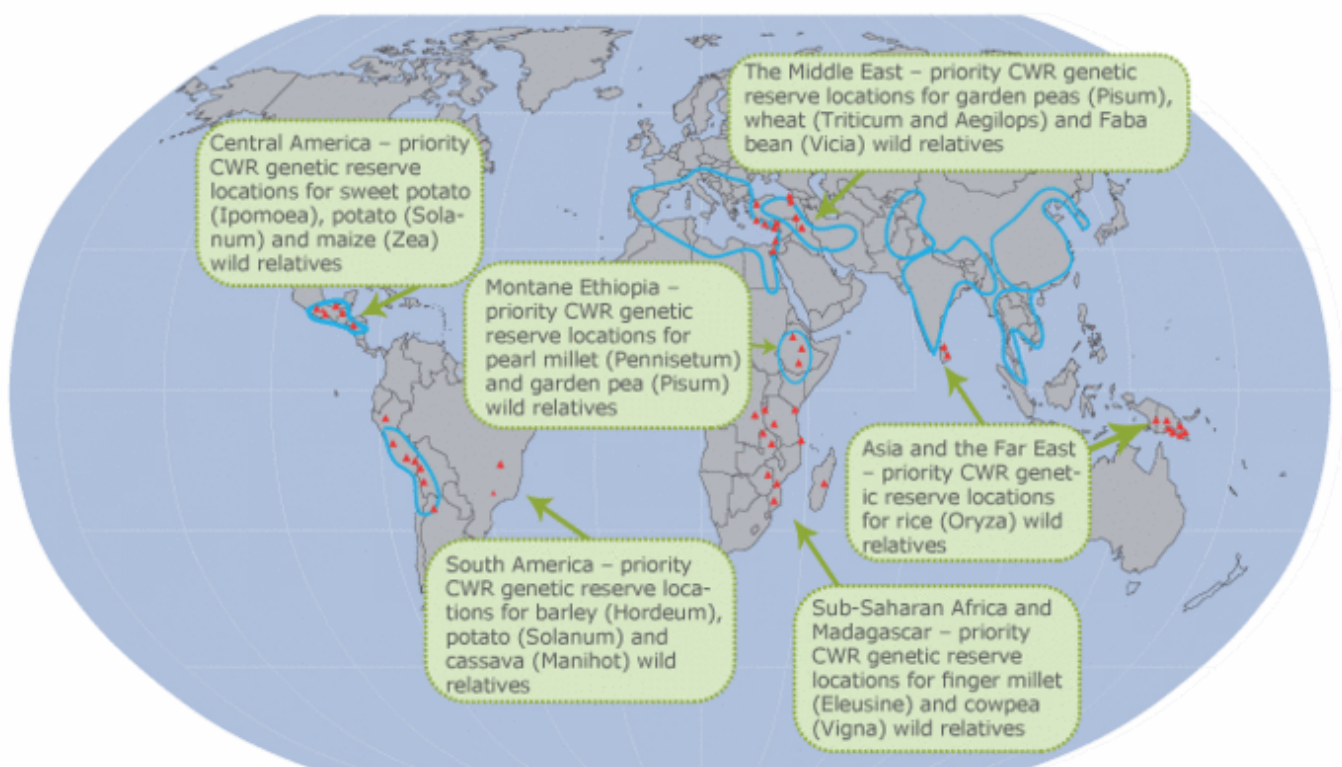 The Middle East – priority CWR genetic
reserve locations for garden peas (Pisum),
wheat (Triticum and Aegilops) and Faba
bean (Vicia) wild relatives
Central America – priority
CWR genetic reserve
locations for sweet potato
(Ipomoea), potato (Sola-
num) and maize (Zea)
wild relatives
Montane Ethiopia –
priority CWR genetic
reserve locations for
pearl millet (Pennisetum)
and garden pea (Pisum)
wild relatives
Asia and the Far East
– priority CWR genet-
ic reserve locations
for rice (Oryza) wild
relatives
South America – priority
CWR genetic reserve loca-
tions for barley (Hordeum),
potato (Solanum) and
cassava (Manihot) wild
relatives
Sub-Saharan Africa and
Madagascar – priority
CWR genetic reserve
locations for finger millet
(Eleusine) and cowpea
(Vigna) wild relatives